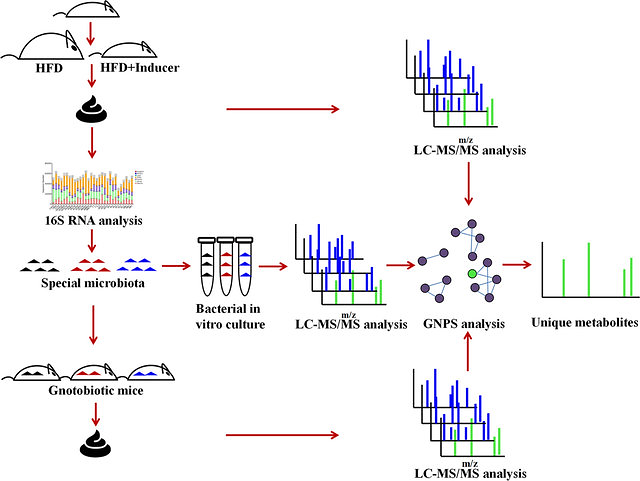 HFD
HFD+Inducer
m/z
LC-MS/MS analysis
16S RNA analysis
Special microbiota
Bacterial in
vitro culture
m/z
LC-MS/MS analysis
GNPS analysis
Unique metabolites
Gnotobiotic mice
m/z
LC-MS/MS analysis